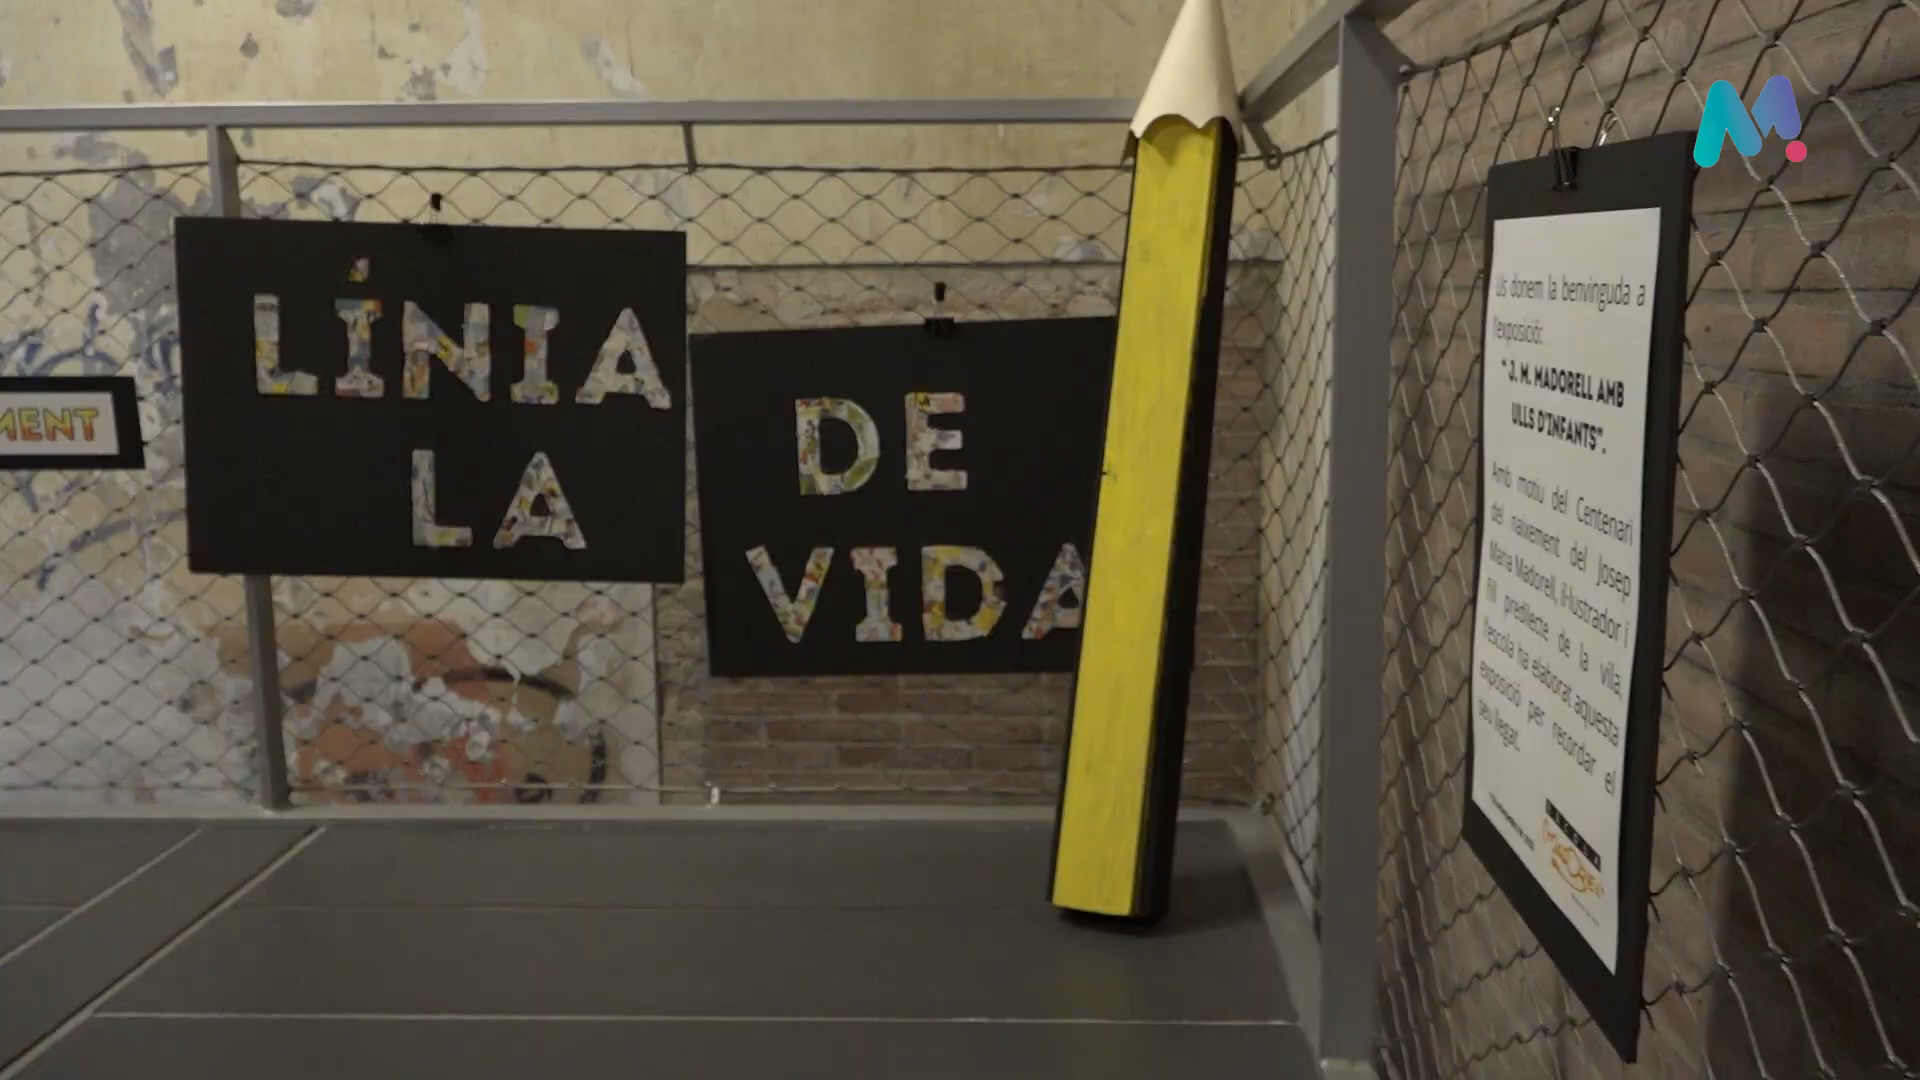 MENT
LÍNIA
LA
DE
VIDA
Us donem la benvinguda a
l'exposició:
" J. M. MADORELL AMB
ULLS D'INFANTS".
Amb motiu del Centenari
del naixement del Josep
Maria Madorell, il·lustrador i
fill predilecte de la vila,
l'escola ha elaborat aquesta
exposició per recordar el
seu llegat.
ESCOLA
M